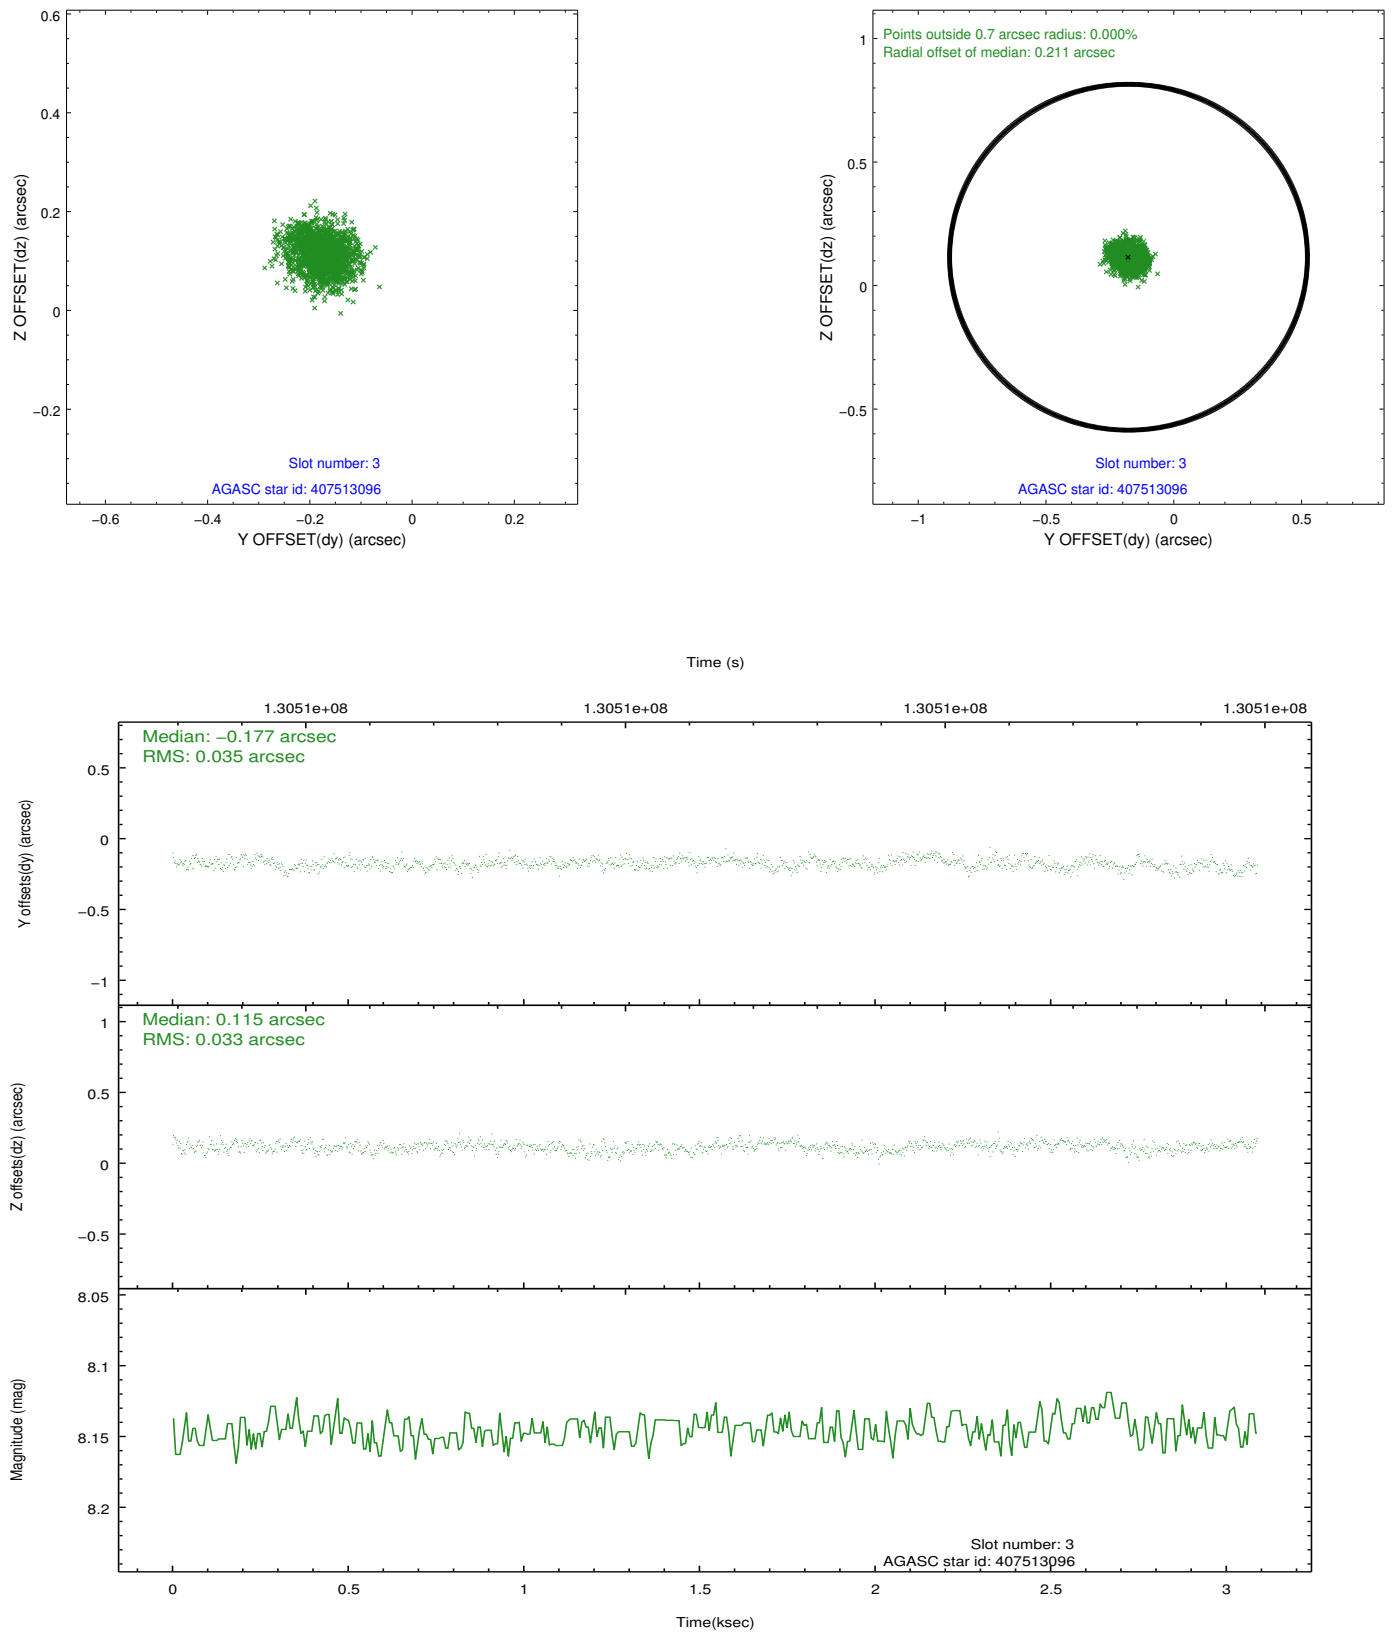 0.6
0.4
0.2
0
−0.2
Z OFFSET(dz) (arcsec)
Slot number: 3
AGASC star id: 407513096
−0.6 −0.4 −0.2 0 0.2
Y OFFSET(dy) (arcsec)
Points outside 0.7 arcsec radius: 0.000%
Radial offset of median: 0.211 arcsec
1
0.5
0
−0.5
Z OFFSET(dz) (arcsec)
Slot number: 3
AGASC star id: 407513096
−1 −0.5 0 0.5
Y OFFSET(dy) (arcsec)
Time (s)
1.3051e+08 1.3051e+08 1.3051e+08 1.3051e+08
Median: −0.177 arcsec
RMS: 0.035 arcsec
0.5
0
−0.5
−1
Y offsets(dy) (arcsec)
Median: 0.115 arcsec
RMS: 0.033 arcsec
1
0.5
0
−0.5
Z offsets(dz) (arcsec)
8.05
8.1
8.15
8.2
Magnitude (mag)
Slot number: 3
AGASC star id: 407513096
0 0.5 1 1.5 2 2.5 3
Time(ksec)